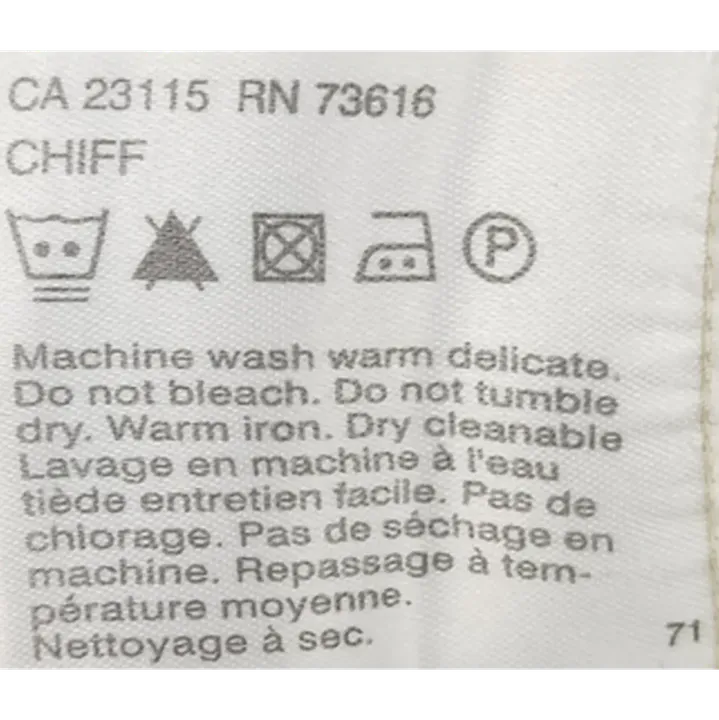 CA 23115 RN 73616
CHIFF
P
Machine wash warm delicate.
Do not bleach. Do not tumble
dry. Warm iron. Dry cleanable
Lavage en machine à l'eau
tiède entretien facile. Pas de
chlorage. Pas de séchage en
machine. Repassage à tem-
pérature moyenne.
Nettoyage à sec.
71